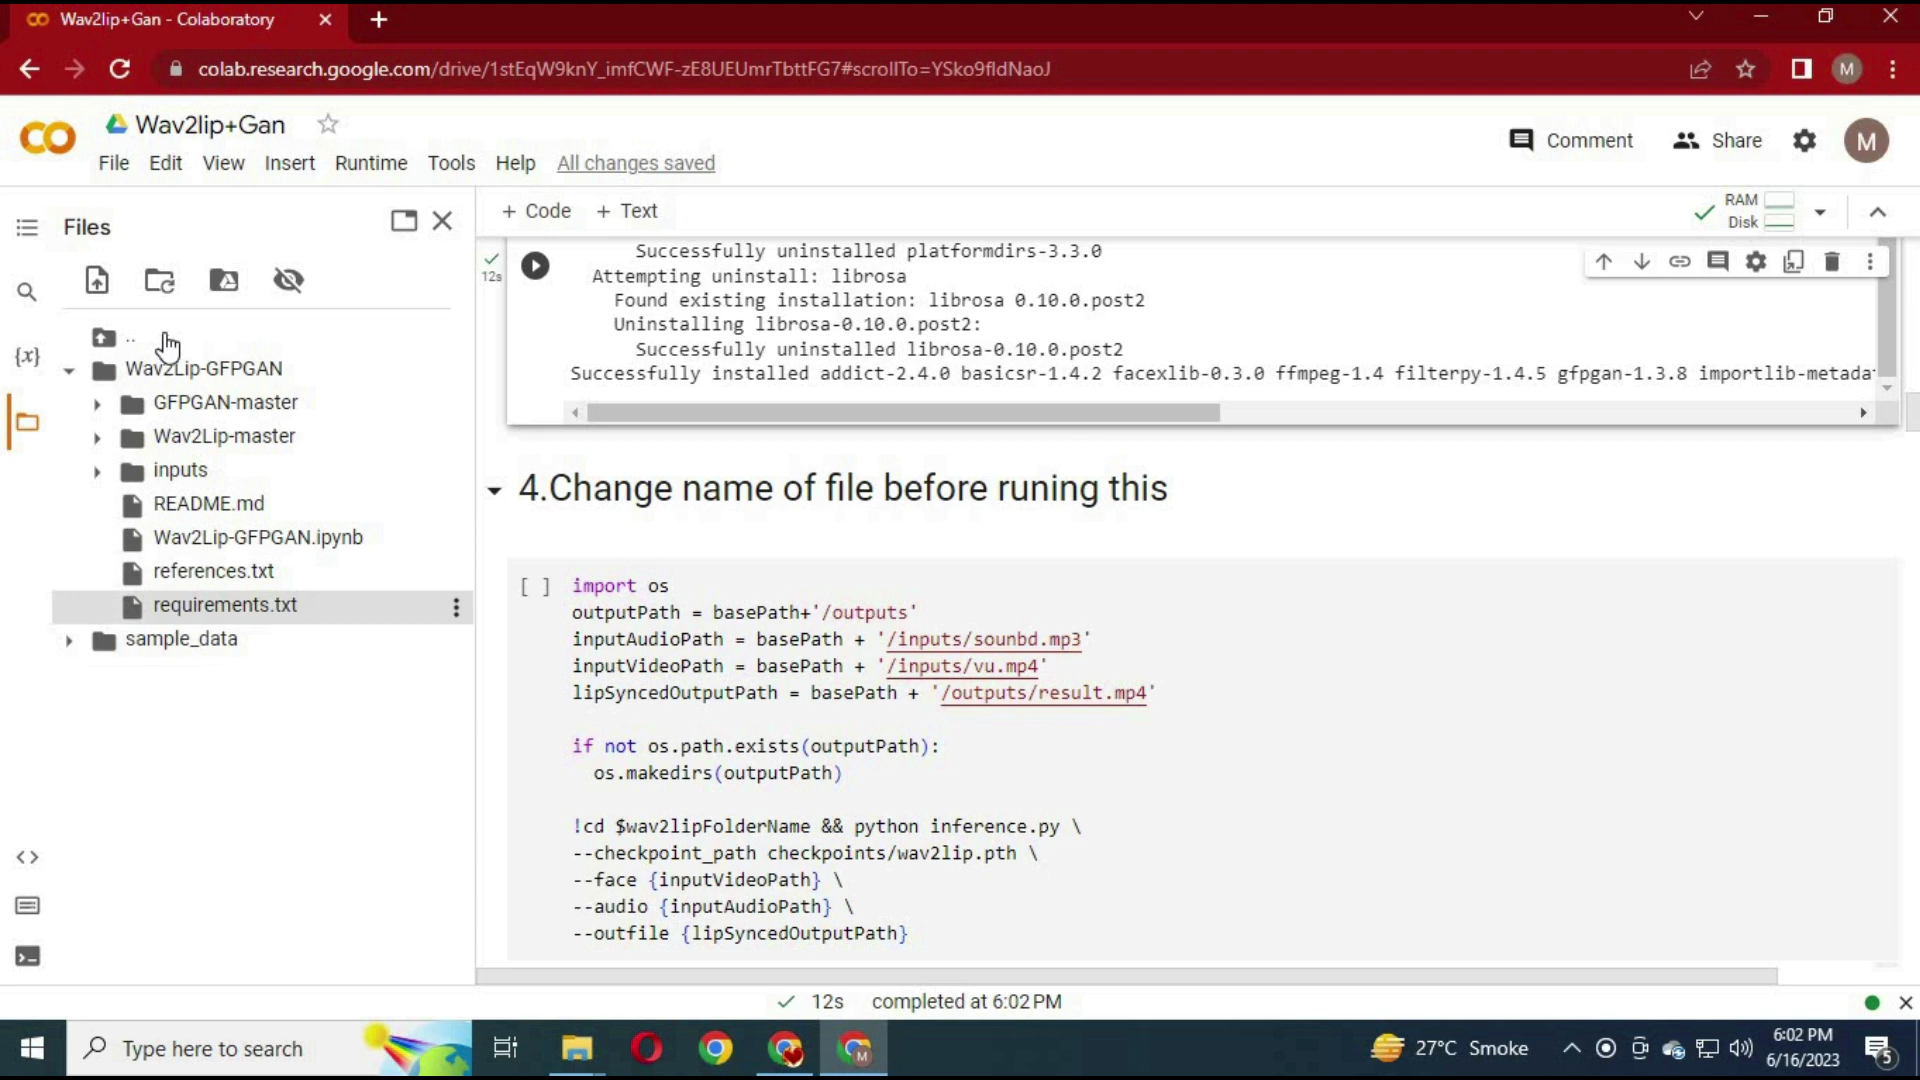 Wav2lip+Gan - Colaboratory
colab.research.google.com/drive/1stEqW9knY_imfCWF-zE8UEUmrTbttFG7#scrollTo=YSko9fldNaoJ
M
Wav2lip+Gan
Comment
Share
M
File Edit View Insert Runtime Tools Help All changes saved
Files
+ Code + Text
RAM
Disk
12s
Successfully uninstalled platformdirs-3.3.0
Attempting uninstall: librosa
Found existing installation: librosa 0.10.0.post2
Uninstalling librosa-0.10.0.post2:
Successfully uninstalled librosa-0.10.0.post2
Successfully installed addict-2.4.0 basicsr-1.4.2 facexlib-0.3.0 ffmpeg-1.4 filterpy-1.4.5 gfpgan-1.3.8 importlib-metada
{x}
..
Wav2Lip-GFPGAN
GFPGAN-master
Wav2Lip-master
inputs
README.md
Wav2Lip-GFPGAN.ipynb
references.txt
requirements.txt
sample_data
4.Change name of file before runing this
[ ] import os
outputPath = basePath+'/outputs'
inputAudioPath = basePath + '/inputs/sounbd.mp3'
inputVideoPath = basePath + '/inputs/vu.mp4'
lipSyncedOutputPath = basePath + '/outputs/result.mp4'
if not os.path.exists(outputPath):
os.makedirs(outputPath)
!cd $wav2lipFolderName && python inference.py \
--checkpoint_path checkpoints/wav2lip.pth \
--face {inputVideoPath} \
--audio {inputAudioPath} \
--outfile {lipSyncedOutputPath}
12s completed at 6:02 PM
Type here to search
M
27°C Smoke
6:02 PM
6/16/2023
5